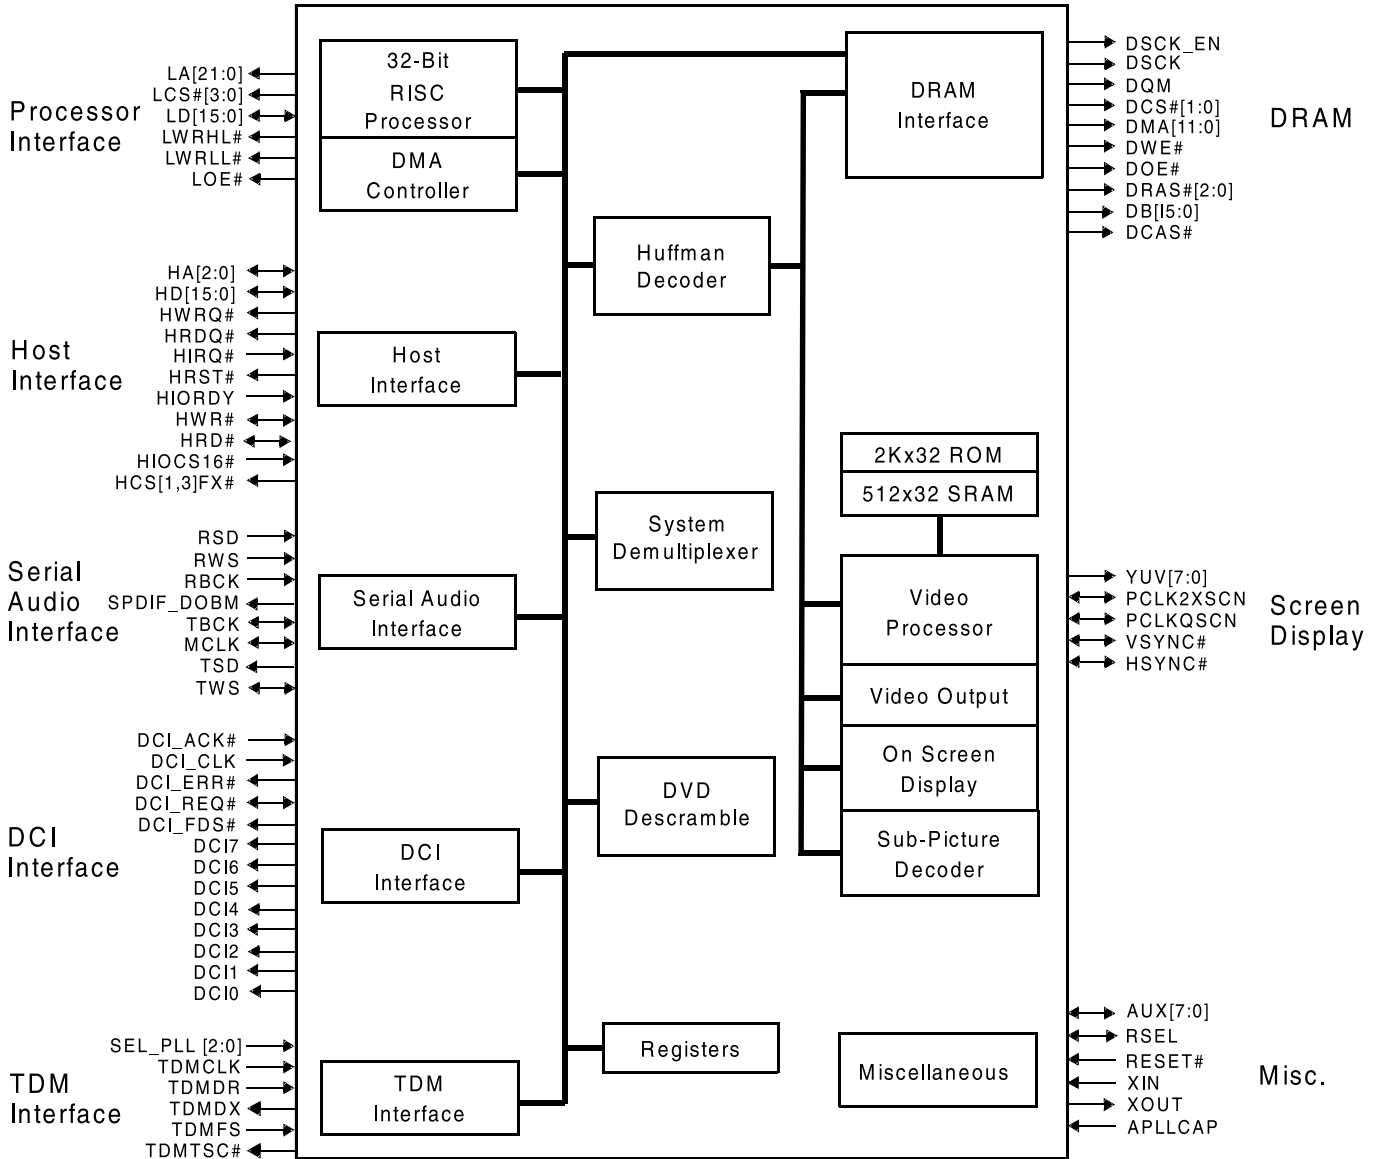 Processor
Interface
LA[21:0]
LCS#[3:0]
LD[15:0]
LWRHL#
LWRLL#
LOE#
Host
Interface
HA[2:0]
HD[15:0]
HWRQ#
HRDQ#
HIRQ#
HRST#
HIORDY
HWR#
HRD#
HIOCS16#
HCS[1,3]FX#
Serial
Audio
Interface
RSD
RWS
RBCK
SPDIF_DOBM
TBCK
MCLK
TSD
TWS
DCI
Interface
DCI_ACK#
DCI_CLK
DCI_ERR#
DCI_REQ#
DCI_FDS#
DCI7
DCI6
DCI5
DCI4
DCI3
DCI2
DCI1
DCI0
TDM
Interface
SEL_PLL [2:0]
TDMCLK
TDMDR
TDMDX
TDMFS
TDMTSC#
32-Bit
RISC
Processor
DMA
Controller
Host
Interface
Serial Audio
Interface
DCI
Interface
TDM
Interface
Huffman
Decoder
System
Demultiplexer
DVD
Descramble
Registers
DRAM
Interface
2Kx32 ROM
512x32 SRAM
Video
Processor
Video Output
On Screen
Display
Sub-Picture
Decoder
Miscellaneous
DSCK_EN
DSCK
DQM
DCS#[1:0]
DMA[11:0]
DWE#
DOE#
DRAS#[2:0]
DB[I5:0]
DCAS#
DRAM
YUV[7:0]
PCLK2XSCN
PCLKQSCN
VSYNC#
HSYNC#
Screen
Display
AUX[7:0]
RSEL
RESET#
XIN
XOUT
APLLCAP
Misc.